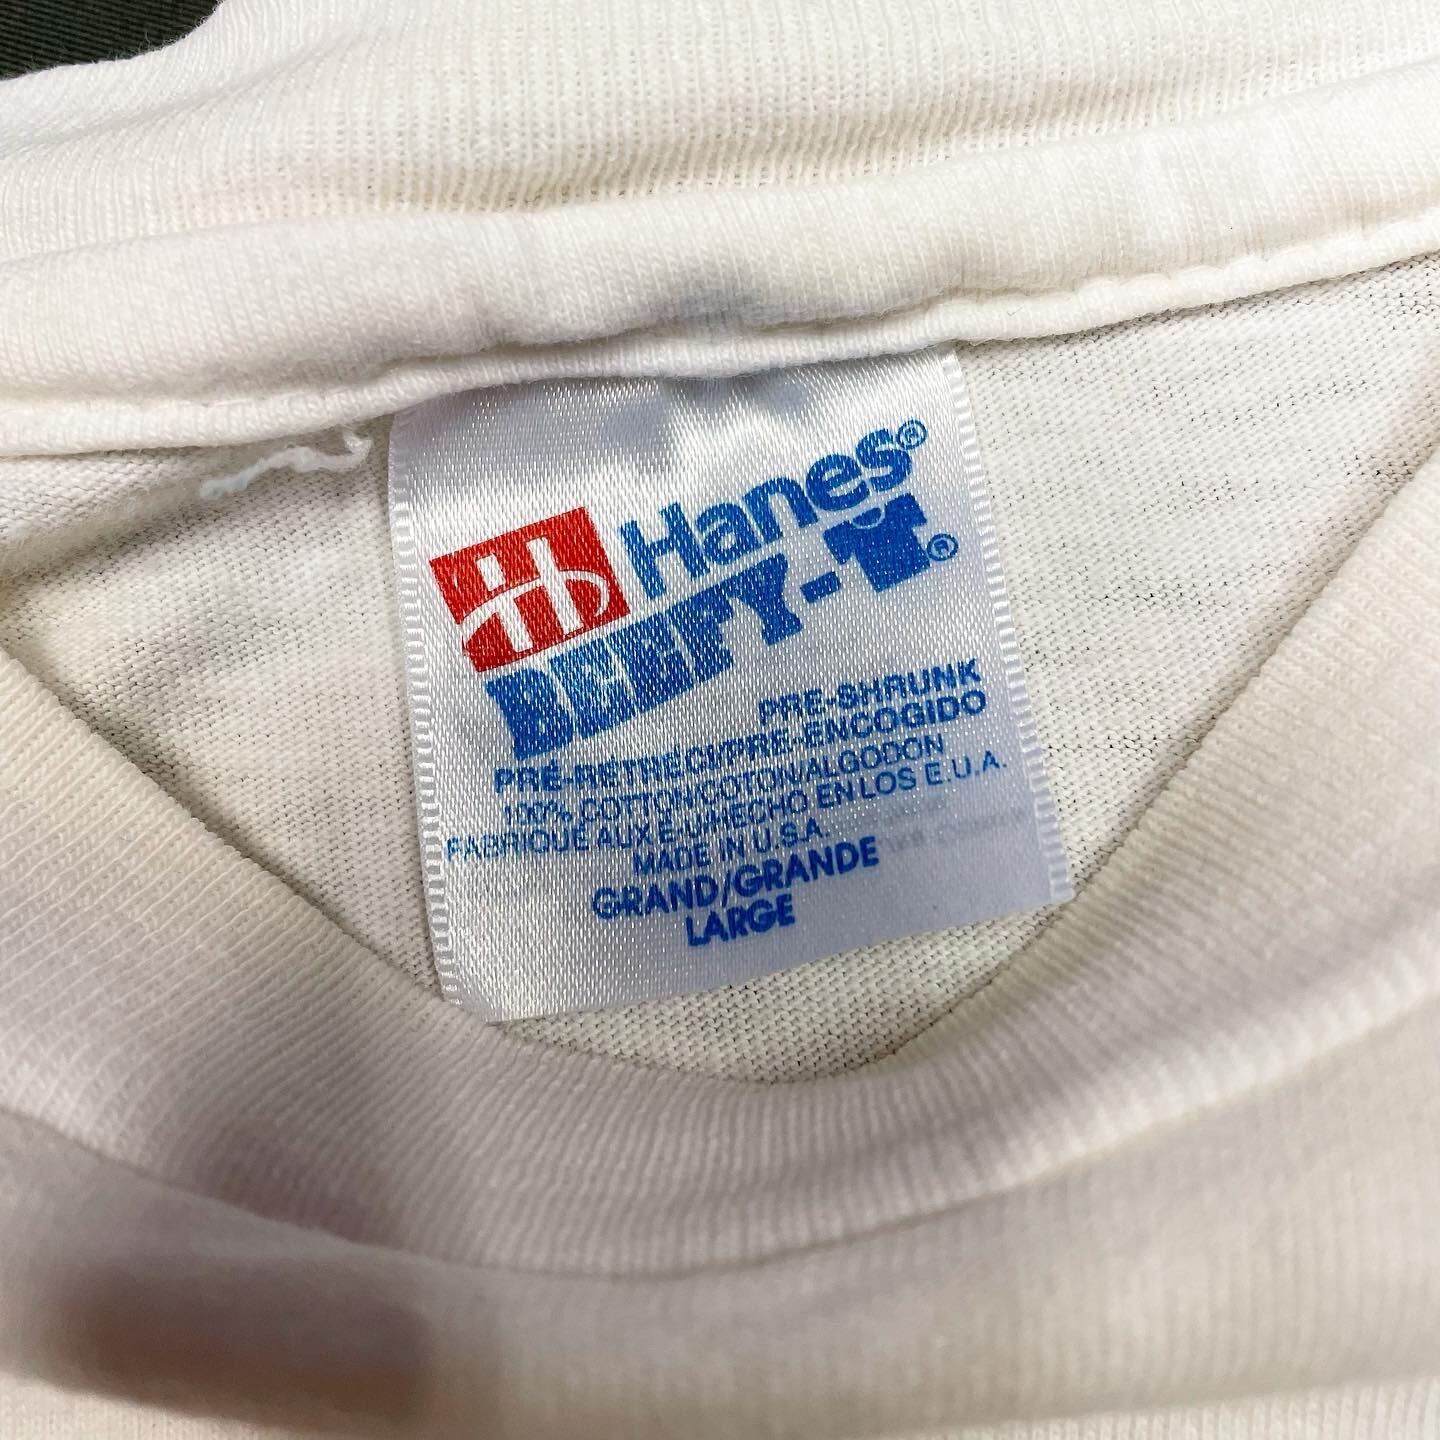 Hanes®
BEEFY-T®
PRE-SHRUNK
PRÉ-RÉTRÉCI/PRE-ENCOGIDO
100% COTTON/COTON/ALGODON
FABRIQUÉ AUX E-U/HECHO EN LOS E.U.A.
MADE IN U.S.A.
GRAND/GRANDE
LARGE